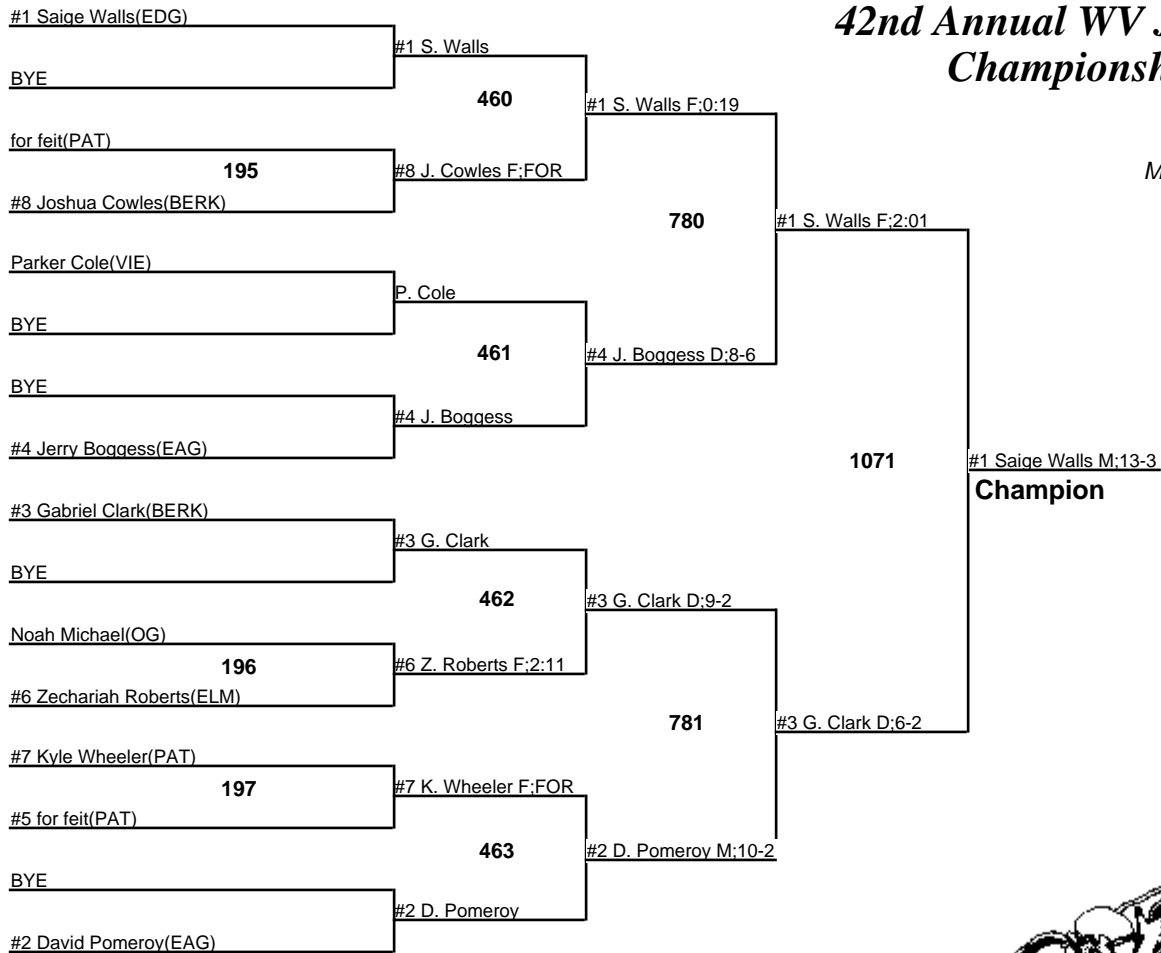 42nd Annual WV J
Championsh
M
#1 Saige Walls(EDG)
BYE
for feit(PAT)
195
#8 Joshua Cowles(BERK)
Parker Cole(VIE)
BYE
BYE
#4 Jerry Boggess(EAG)
#3 Gabriel Clark(BERK)
BYE
Noah Michael(OG)
196
#6 Zechariah Roberts(ELM)
#7 Kyle Wheeler(PAT)
197
#5 for feit(PAT)
BYE
#2 David Pomeroy(EAG)
#1 S. Walls
460
#8 J. Cowles F;FOR
P. Cole
461
#4 J. Boggess
#3 G. Clark
462
#6 Z. Roberts F;2:11
#7 K. Wheeler F;FOR
463
#2 D. Pomeroy
#1 S. Walls F;0:19
780
#4 J. Boggess D;8-6
#3 G. Clark D;9-2
781
#2 D. Pomeroy M;10-2
#1 S. Walls F;2:01
1071
#3 G. Clark D;6-2
#1 Saige Walls M;13-3
Champion